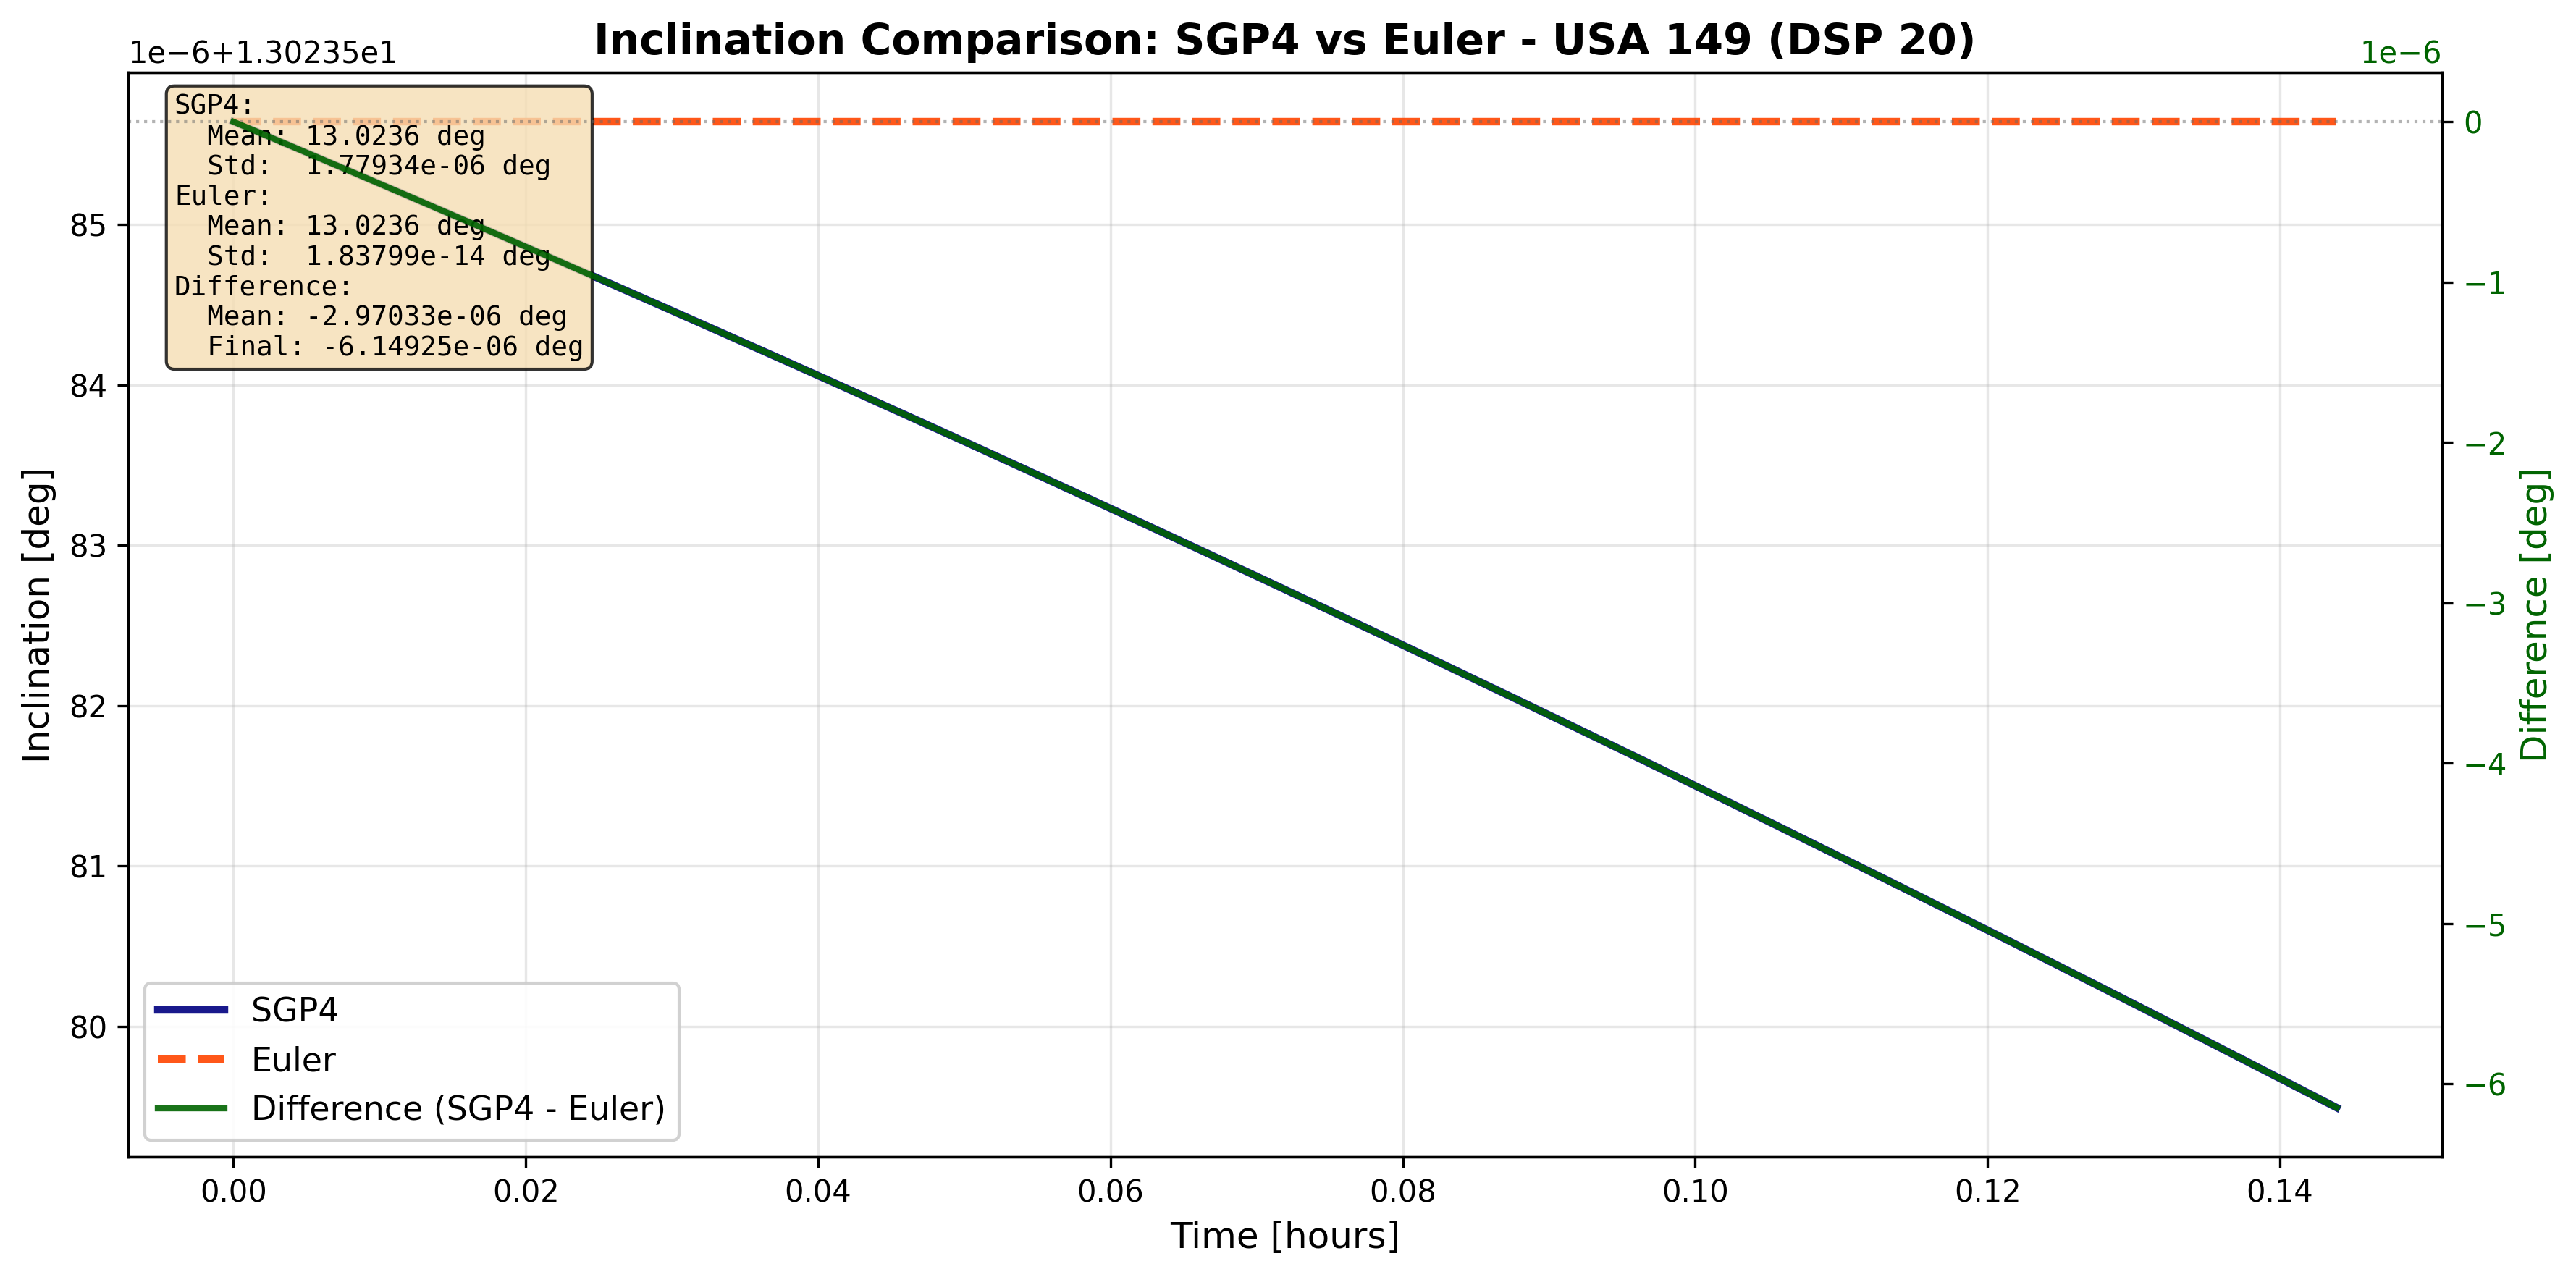 Inclination Comparison: SGP4 vs Euler - USA 149 (DSP 20)
1e−6+1.30235e1
1e−6
SGP4:
Mean: 13.0236 deg
Std: 1.77934e-06 deg
Euler:
Mean: 13.0236 deg
Std: 1.83799e-14 deg
Difference:
Mean: -2.97033e-06 deg
Final: -6.14925e-06 deg
Inclination [deg]
85
84
83
82
81
80
0
−1
−2
−3
−4
−5
−6
Difference [deg]
SGP4
Euler
Difference (SGP4 - Euler)
0.00 0.02 0.04 0.06 0.08 0.10 0.12 0.14
Time [hours]